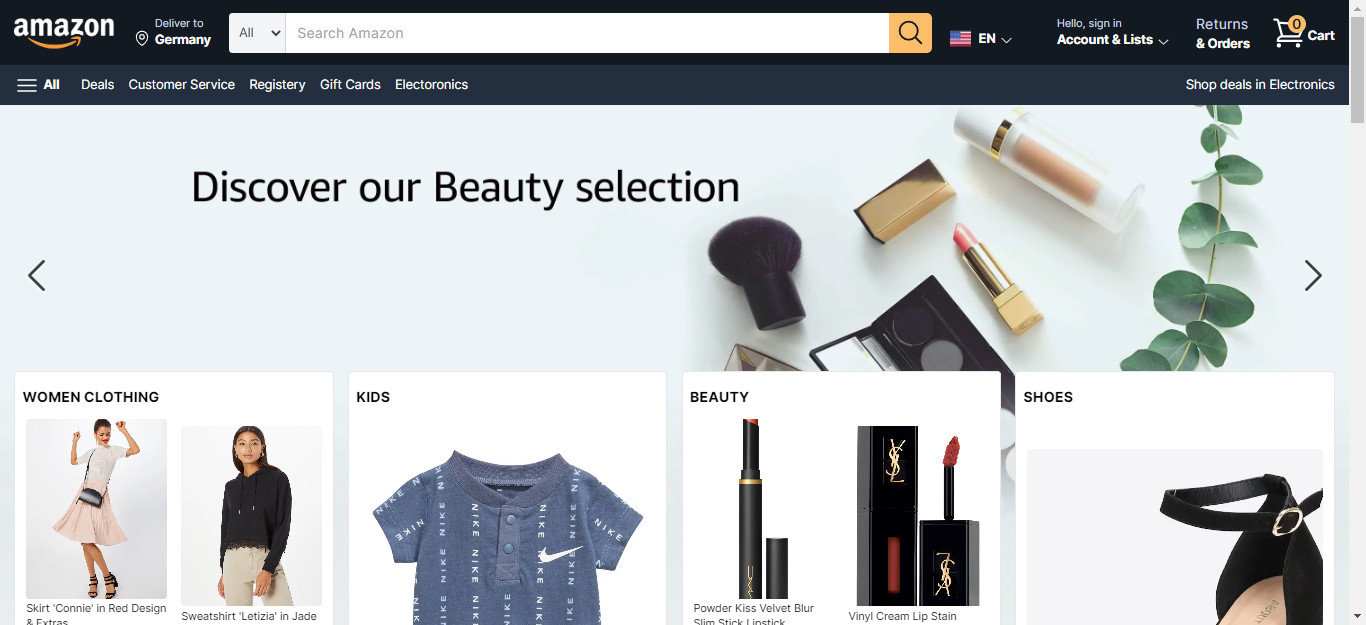 amazon
Deliver to
Germany
All
Search Amazon
EN
Hello, sign in
Account & Lists
Returns
& Orders
0
Cart
All
Deals
Customer Service
Registery
Gift Cards
Electoronics
Shop deals in Electronics
Discover our Beauty selection
WOMEN CLOTHING
KIDS
BEAUTY
SHOES
NIKE NIKE NIKE NIKE
Skirt 'Connie' in Red Design
& Extras
Sweatshirt 'Letizia' in Jade
Powder Kiss Velvet Blur
Slim Stick Lipstick
Vinyl Cream Lip Stain